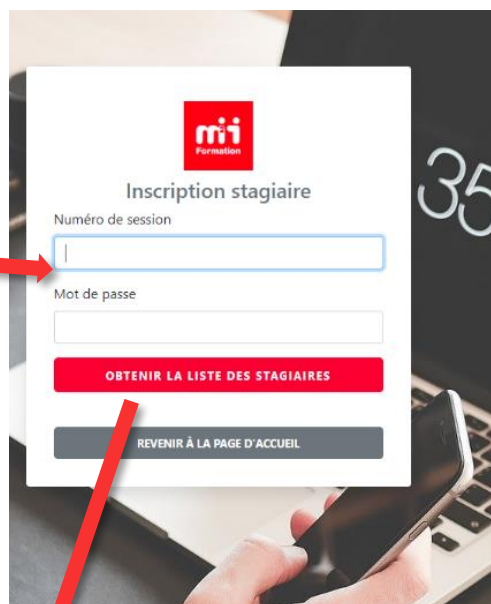 mii
Formation
Inscription stagiaire
Numéro de session
Mot de passe
OBTENIR LA LISTE DES STAGIAIRES
REVENIR À LA PAGE D'ACCUEIL
35